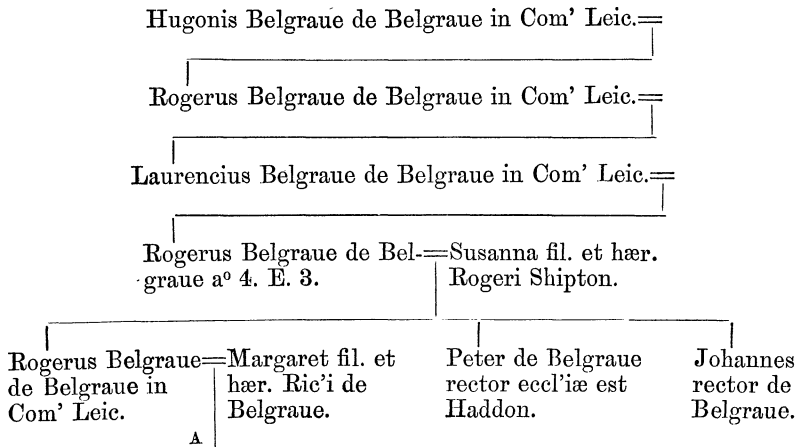 Hugonis Belgraue de Belgraue in Com' Leic.=
Rogerus Belgraue de Belgraue in Com' Leic.=
Laurencius Belgraue de Belgraue in Com' Leic.=
Rogerus Belgraue de Bel-=Susanna fil. et hær.
graue aº 4. E. 3. Rogeri Shipton.
Rogerus Belgraue=Margaret fil. et Peter de Belgraue Johannes
de Belgraue in hær. Ric'i de rector eccl'iæ est rector de
Com' Leic. Belgraue. Haddon. Belgraue.
A